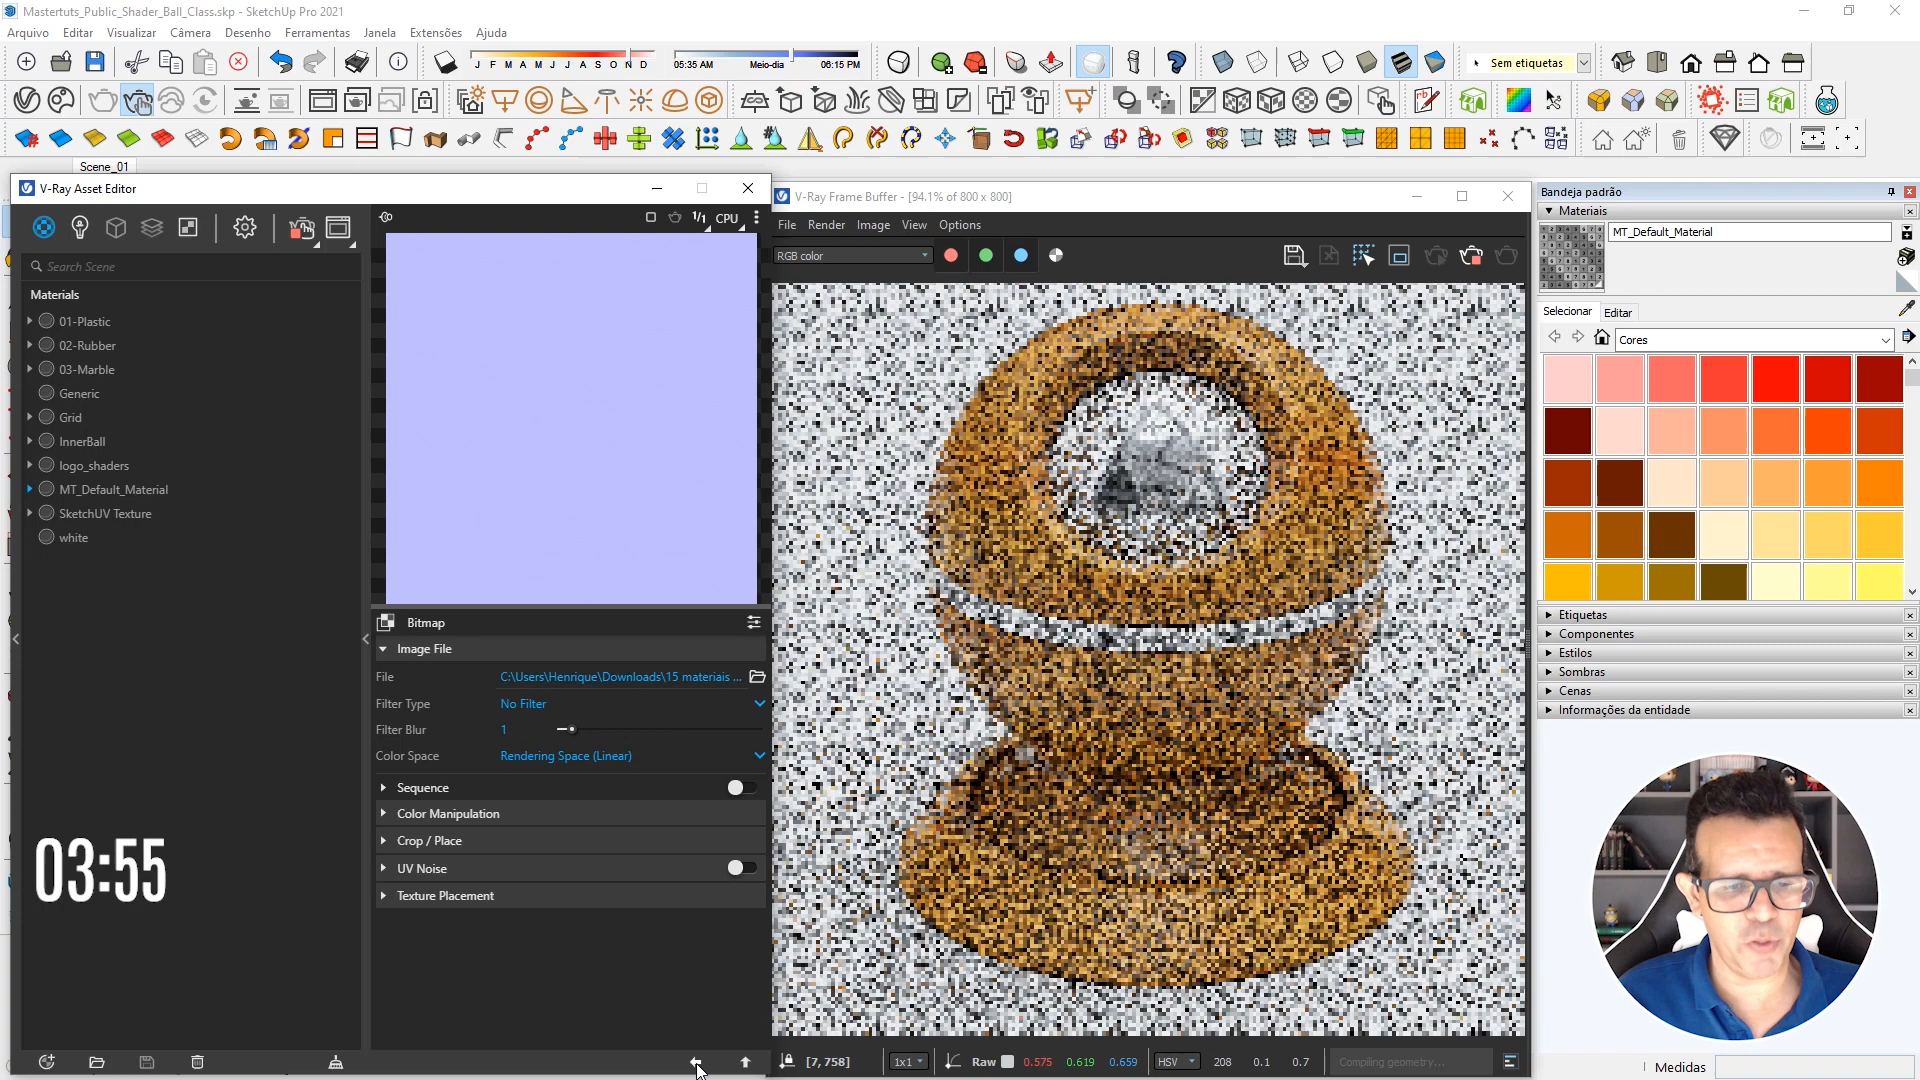 Mastertuts_Public_Shader_Ball_Class.skp - SketchUp Pro 2021
Arquivo Editar Visualizar Câmera Desenho Ferramentas Janela Extensões Ajuda
J F M A M J J A S O N D
05:35 AM Meio-dia 06:15 PM
Sem etiquetas
Scene_01
V-Ray Asset Editor
1/1 CPU
Search Scene
Materials
01-Plastic
02-Rubber
03-Marble
Generic
Grid
InnerBall
logo_shaders
MT_Default_Material
SketchUV Texture
white
03:55
Bitmap
Image File
File C:\Users\Henrique\Downloads\15 materiais ...
Filter Type No Filter
Filter Blur 1
Color Space Rendering Space (Linear)
Sequence
Color Manipulation
Crop / Place
UV Noise
Texture Placement
V-Ray Frame Buffer - [94.1% of 800 x 800]
File Render Image View Options
RGB color
[7, 758] 1x1 Raw 0.575 0.619 0.659 HSV 208 0.1 0.7 Compiling geometry...
Bandeja padrão
Materiais
MT_Default_Material
Selecionar Editar
Cores
Etiquetas
Componentes
Estilos
Sombras
Cenas
Informações da entidade
Medidas